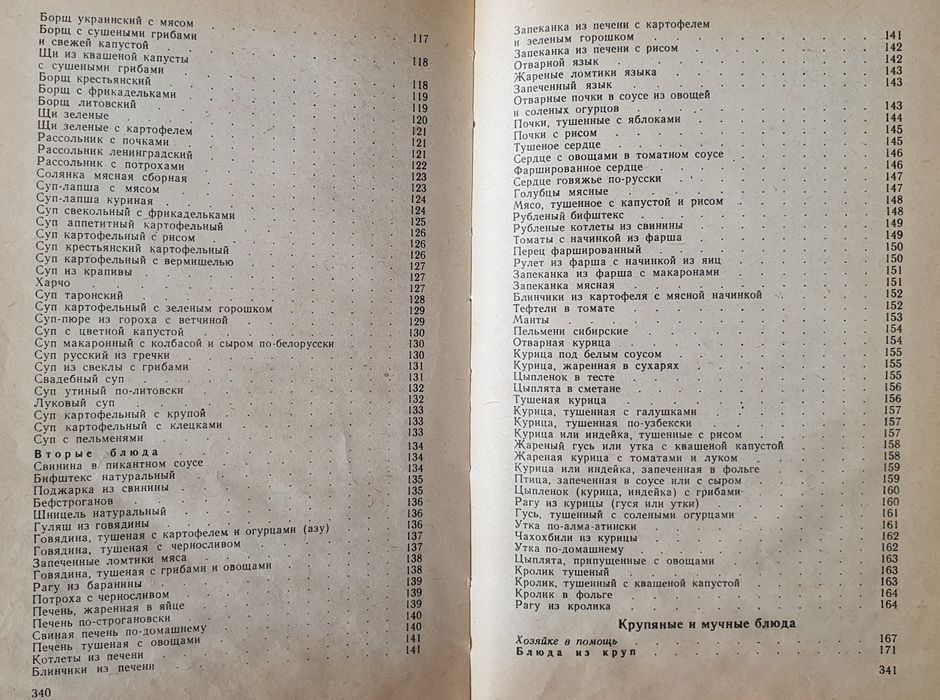 Борщ украинский с мясом 117
Борщ с сушеными грибами
и свежей капустой 118
Щи из квашеной капусты
с сушеными грибами 118
Борщ крестьянский 119
Борщ с фрикадельками 119
Борщ литовский 120
Щи зеленые 121
Щи зеленые с картофелем 121
Рассольник с почками 121
Рассольник ленинградский 122
Рассольник с потрохами 123
Солянка мясная сборная 123
Суп-лапша с мясом 124
Суп-лапша куриная 124
Суп свекольный с фрикадельками 125
Суп аппетитный картофельный 126
Суп картофельный с рисом 126
Суп крестьянский картофельный 126
Суп картофельный с вермишелью 127
Суп из крапивы 127
Харчо 127
Суп таронский 128
Суп картофельный с зеленым горошком 129
Суп-пюре из гороха с ветчиной 129
Суп с цветной капустой 130
Суп макаронный с колбасой и сыром по-белорусски 130
Суп русский из гречки 130
Суп из свеклы с грибами 131
Свадебный суп 131
Суп утиный по-литовски 132
Луковый суп 132
Суп картофельный с крупой 133
Суп картофельный с клецками 133
Суп с пельменями 133
Вторые блюда 134
Свинина в пикантном соусе 134
Бифштекс натуральный 134
Поджарка из свинины 135
Бефстроганов 135
Шницель натуральный 136
Гуляш из говядины 136
Говядина, тушеная с картофелем и огурцами (азу) 136
Говядина, тушеная с черносливом 137
Запеченные ломтики мяса 137
Говядина, тушеная с грибами и овощами 138
Рагу из баранины 138
Потроха с черносливом 139
Печень, жаренная в яйце 139
Печень по-строгановски 139
Свиная печень по-домашнему 140
Печень тушеная с овощами 140
Котлеты из печени 141
Блинчики из печени 141
340
Запеканка из печени с картофелем
и зеленым горошком 141
Запеканка из печени с рисом 142
Отварной язык 142
Жареные ломтики языка 143
Запеченный язык 143
Отварные почки в соусе из овощей
и соленых огурцов 143
Почки, тушенные с яблоками 144
Почки с рисом 145
Тушеное сердце 145
Сердце с овощами в томатном соусе 146
Фаршированное сердце 146
Сердце говяжье по-русски 147
Голубцы мясные 147
Мясо, тушенное с капустой и рисом 148
Рубленый бифштекс 148
Рубленые котлеты из свинины 149
Томаты с начинкой из фарша 149
Перец фаршированный 150
Рулет из фарша с начинкой из яиц 150
Запеканка из фарша с макаронами 151
Запеканка мясная 151
Блинчики из картофеля с мясной начинкой 152
Тефтели в томате 152
Манты 153
Пельмени сибирские 154
Отварная курица 154
Курица под белым соусом 155
Курица, жаренная в сухарях 155
Цыпленок в тесте 155
Цыплята в сметане 156
Тушеная курица 156
Курица, тушенная с галушками 157
Курица, тушенная по-узбекски 157
Курица или индейка, тушенные с рисом 157
Жареный гусь или утка с квашеной капустой 158
Жареная курица с томатами и луком 158
Курица или индейка, запеченная в фольге 159
Птица, запеченная в соусе или с сыром 159
Цыпленок (курица, индейка) с грибами 160
Рагу из курицы (гуся или утки) 160
Гусь, тушенный с солеными огурцами 161
Утка по-алма-атински 161
Чахохбили из курицы 162
Утка по-домашнему 162
Цыплята, припущенные с овощами 163
Кролик тушеный 163
Кролик, тушенный с квашеной капустой 163
Кролик в фольге 164
Рагу из кролика 164
Крупяные и мучные блюда
Хозяйке в помощь 167
Блюда из круп 171
341